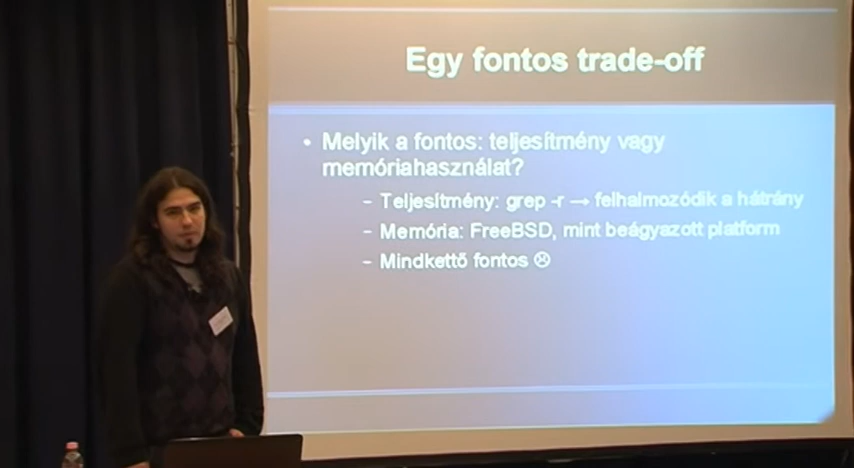 Egy fontos trade-off
• Melyik a fontos: teljesítmény vagy
memóriahasználat?
– Teljesítmény: grep -r → felhalmozódik a hátrány
– Memória: FreeBSD, mint beágyazott platform
– Mindkettő fontos ☹